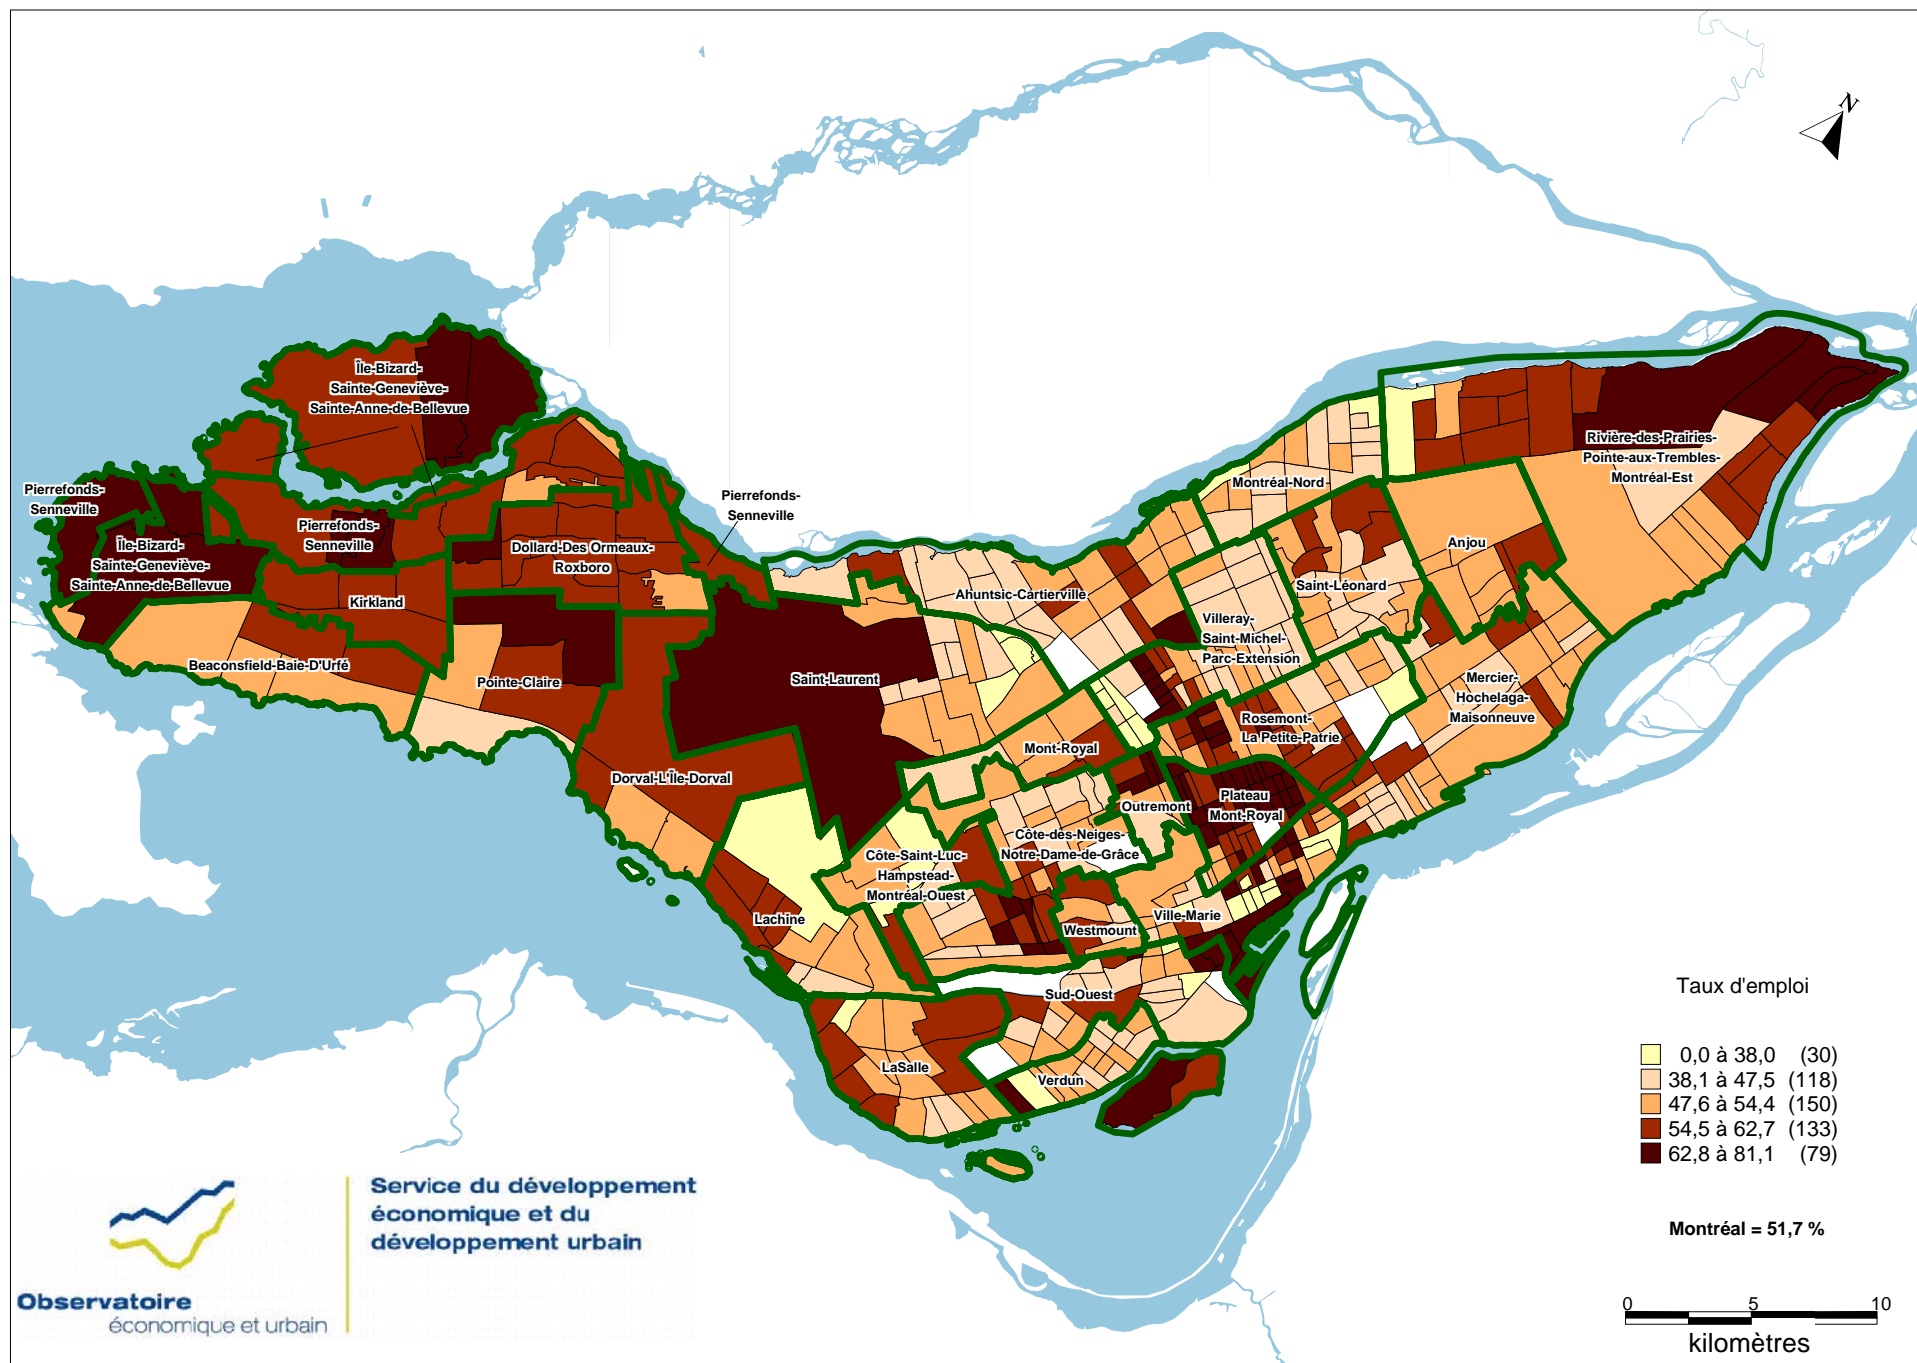 N
Île-Bizard-
Sainte-Geneviève-
Sainte-Anne-de-Bellevue
Pierrefonds-
Senneville
Île-Bizard-
Sainte-Geneviève-
Sainte-Anne-de-Bellevue
Pierrefonds-
Senneville
Pierrefonds-
Senneville
Dollard-Des Ormeaux-
Roxboro
Kirkland
Beaconsfield-Baie-D'Urfé
Pointe-Claire
Dorval-L'Île-Dorval
Saint-Laurent
Ahuntsic-Cartierville
Montréal-Nord
Rivière-des-Prairies-
Pointe-aux-Trembles-
Montréal-Est
Anjou
Saint-Léonard
Villeray-
Saint-Michel-
Parc-Extension
Mercier-
Hochelaga-
Maisonneuve
Rosemont-
La Petite-Patrie
Mont-Royal
Outremont
Plateau
Mont-Royal
Côte-des-Neiges-
Notre-Dame-de-Grâce
Côte-Saint-Luc-
Hampstead-
Montréal-Ouest
Lachine
Westmount
Ville-Marie
Sud-Ouest
LaSalle
Verdun
Taux d'emploi
0,0 à 38,0 (30)
38,1 à 47,5 (118)
47,6 à 54,4 (150)
54,5 à 62,7 (133)
62,8 à 81,1 (79)
Montréal = 51,7 %
0 5 10
kilomètres
Service du développement
économique et du
développement urbain
Observatoire
économique et urbain